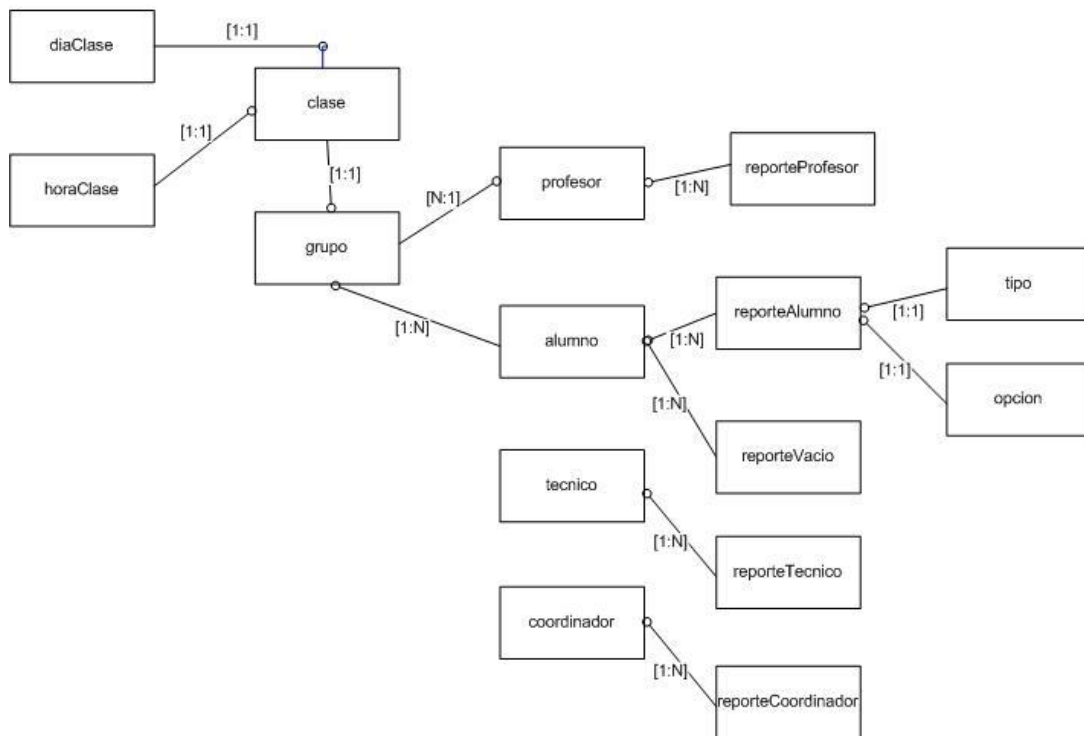 [1:1]
diaClase
clase
[1:1]
horaClase
[1:1]
profesor
reporteProfesor
[1:N]
[N:1]
grupo
tipo
reporteAlumno
[1:1]
[1:N]
alumno
[1:N]
[1:1]
opcion
[1:N]
reporteVacio
tecnico
[1:N]
reporteTecnico
coordinador
[1:N]
reporteCoordinador